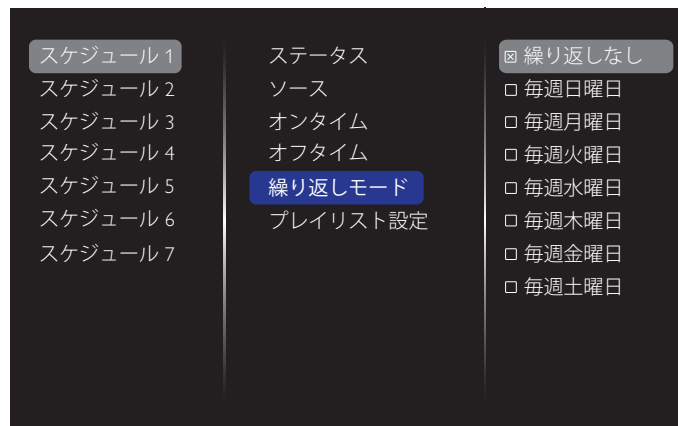 スケジュール 1
スケジュール 2
スケジュール 3
スケジュール 4
スケジュール 5
スケジュール 6
スケジュール 7
ステータス
ソース
オンタイム
オフタイム
繰り返しモード
プレイリスト設定
繰り返しなし
毎週日曜日
毎週月曜日
毎週火曜日
毎週水曜日
毎週木曜日
毎週金曜日
毎週土曜日